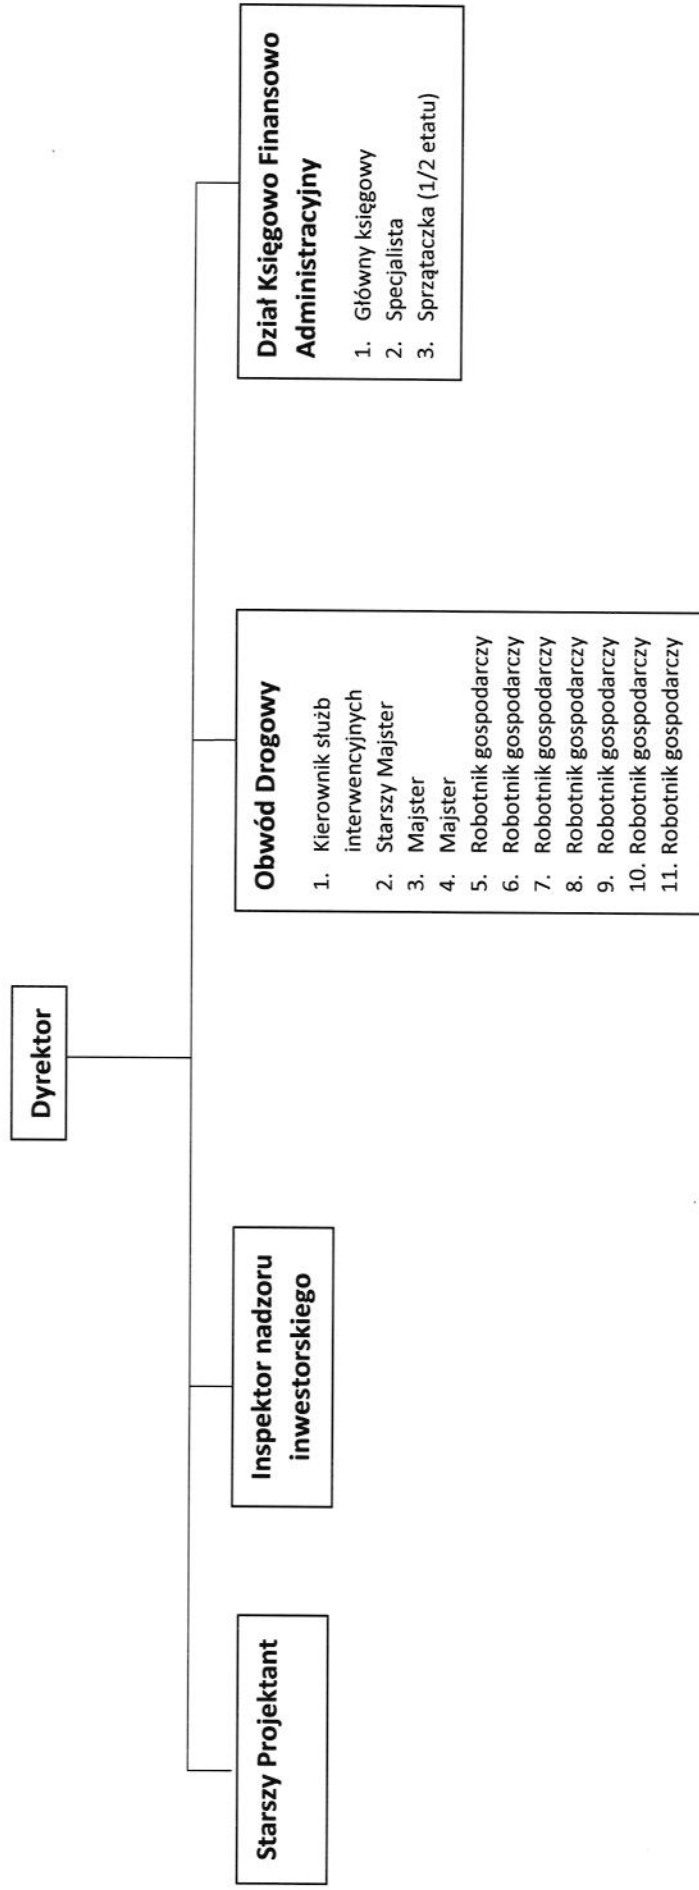 Dyrektor
Starszy Projektant
Inspektor nadzoru
inwestorskiego
Obwód Drogowy
1. Kierownik służb
interwencyjnych
2. Starszy Majster
3. Majster
4. Majster
5. Robotnik gospodarczy
6. Robotnik gospodarczy
7. Robotnik gospodarczy
8. Robotnik gospodarczy
9. Robotnik gospodarczy
10. Robotnik gospodarczy
11. Robotnik gospodarczy
Dział Księgowo Finansowo
Administracyjny
1. Główny księgowy
2. Specjalista
3. Sprzątaczka (1/2 etatu)